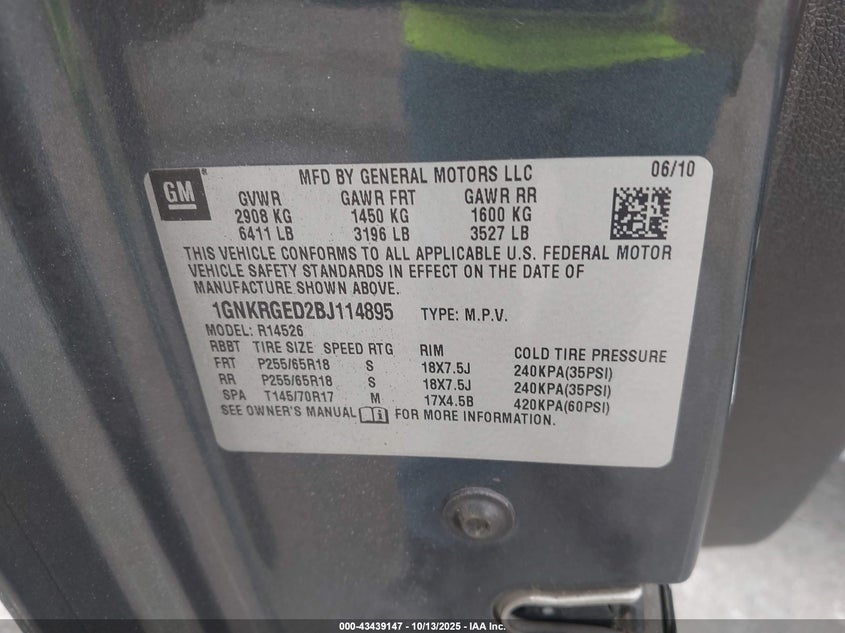 GM
MFD BY GENERAL MOTORS LLC 06/10
GVWR GAWR FRT GAWR RR
2908 KG 1450 KG 1600 KG
6411 LB 3196 LB 3527 LB
THIS VEHICLE CONFORMS TO ALL APPLICABLE U.S. FEDERAL MOTOR
VEHICLE SAFETY STANDARDS IN EFFECT ON THE DATE OF
MANUFACTURE SHOWN ABOVE.
1GNKRGED2BJ114895 TYPE: M.P.V.
MODEL: R14526
RBBT TIRE SIZE SPEED RTG RIM COLD TIRE PRESSURE
FRT P255/65R18 S 18X7.5J 240KPA(35PSI)
RR P255/65R18 S 18X7.5J 240KPA(35PSI)
SPA T145/70R17 M 17X4.5B 420KPA(60PSI)
SEE OWNER'S MANUAL FOR MORE INFORMATION.
000-43439147 - 10/13/2025 - IAA Inc.